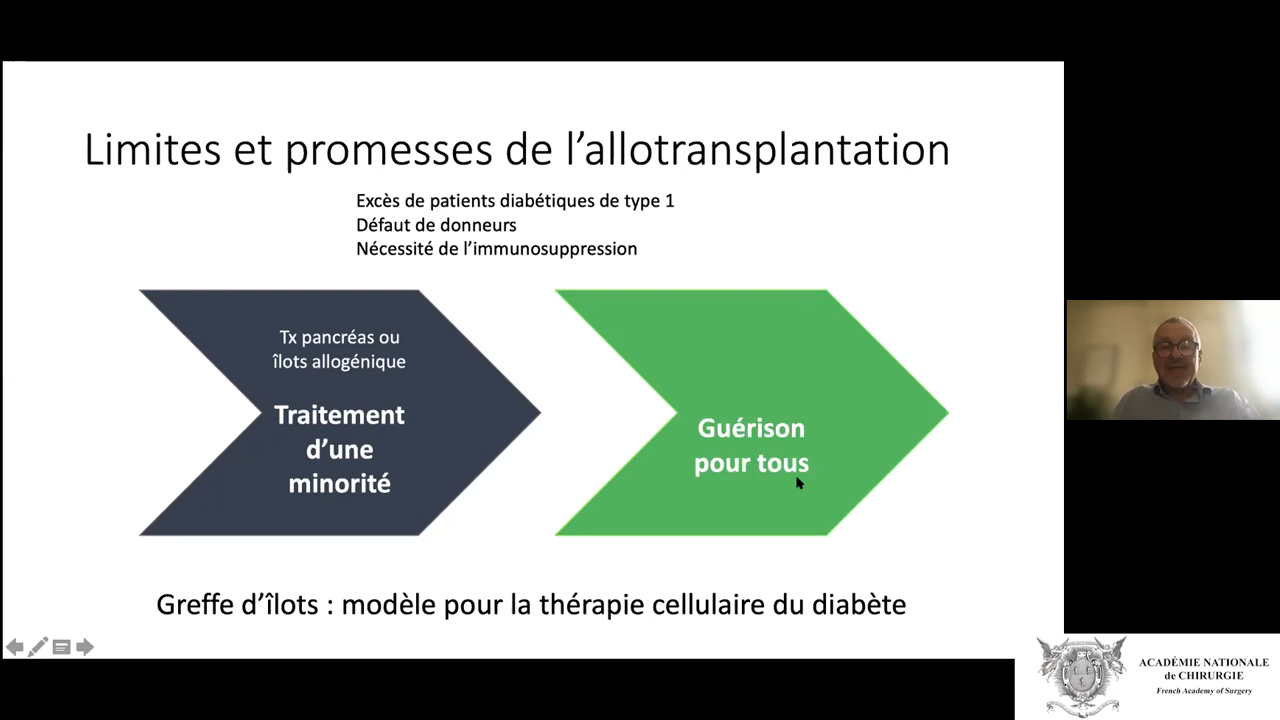 Limites et promesses de l’allotransplantation
Excès de patients diabétiques de type 1
Défaut de donneurs
Nécessité de l’immunosuppression
Tx pancréas ou
îlots allogénique
Traitement
d’une
minorité
Guérison
pour tous
Greffe d’îlots : modèle pour la thérapie cellulaire du diabète
ACADÉMIE NATIONALE
de CHIRURGIE
French Academy of Surgery